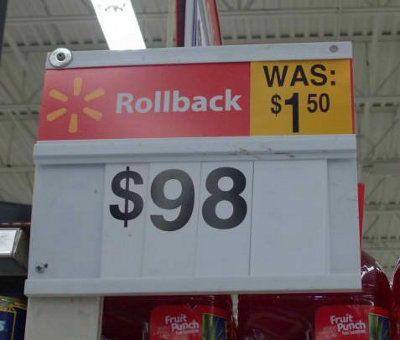 Rollback
WAS:
$1 50
$98
Fruit
Punch
Fruit
Punch